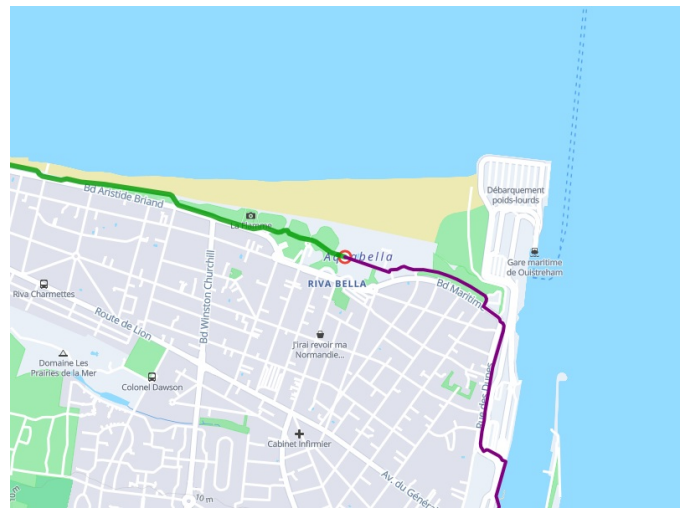 Débarquement
poids-lourds
Bd Aristide Briand
La Flamme
Aquabella
Gare maritime
de Ouistreham
RIVA BELLA
Bd Maritime
Riva Charmettes
Bd Winston Churchill
Route de Lion
J'irai revoir ma
Normandie...
Domaine Les
Prairies de la Mer
Colonel Dawson
Rue des Dunes
Cabinet Infirmier
Av. du Général
10 m
10 m